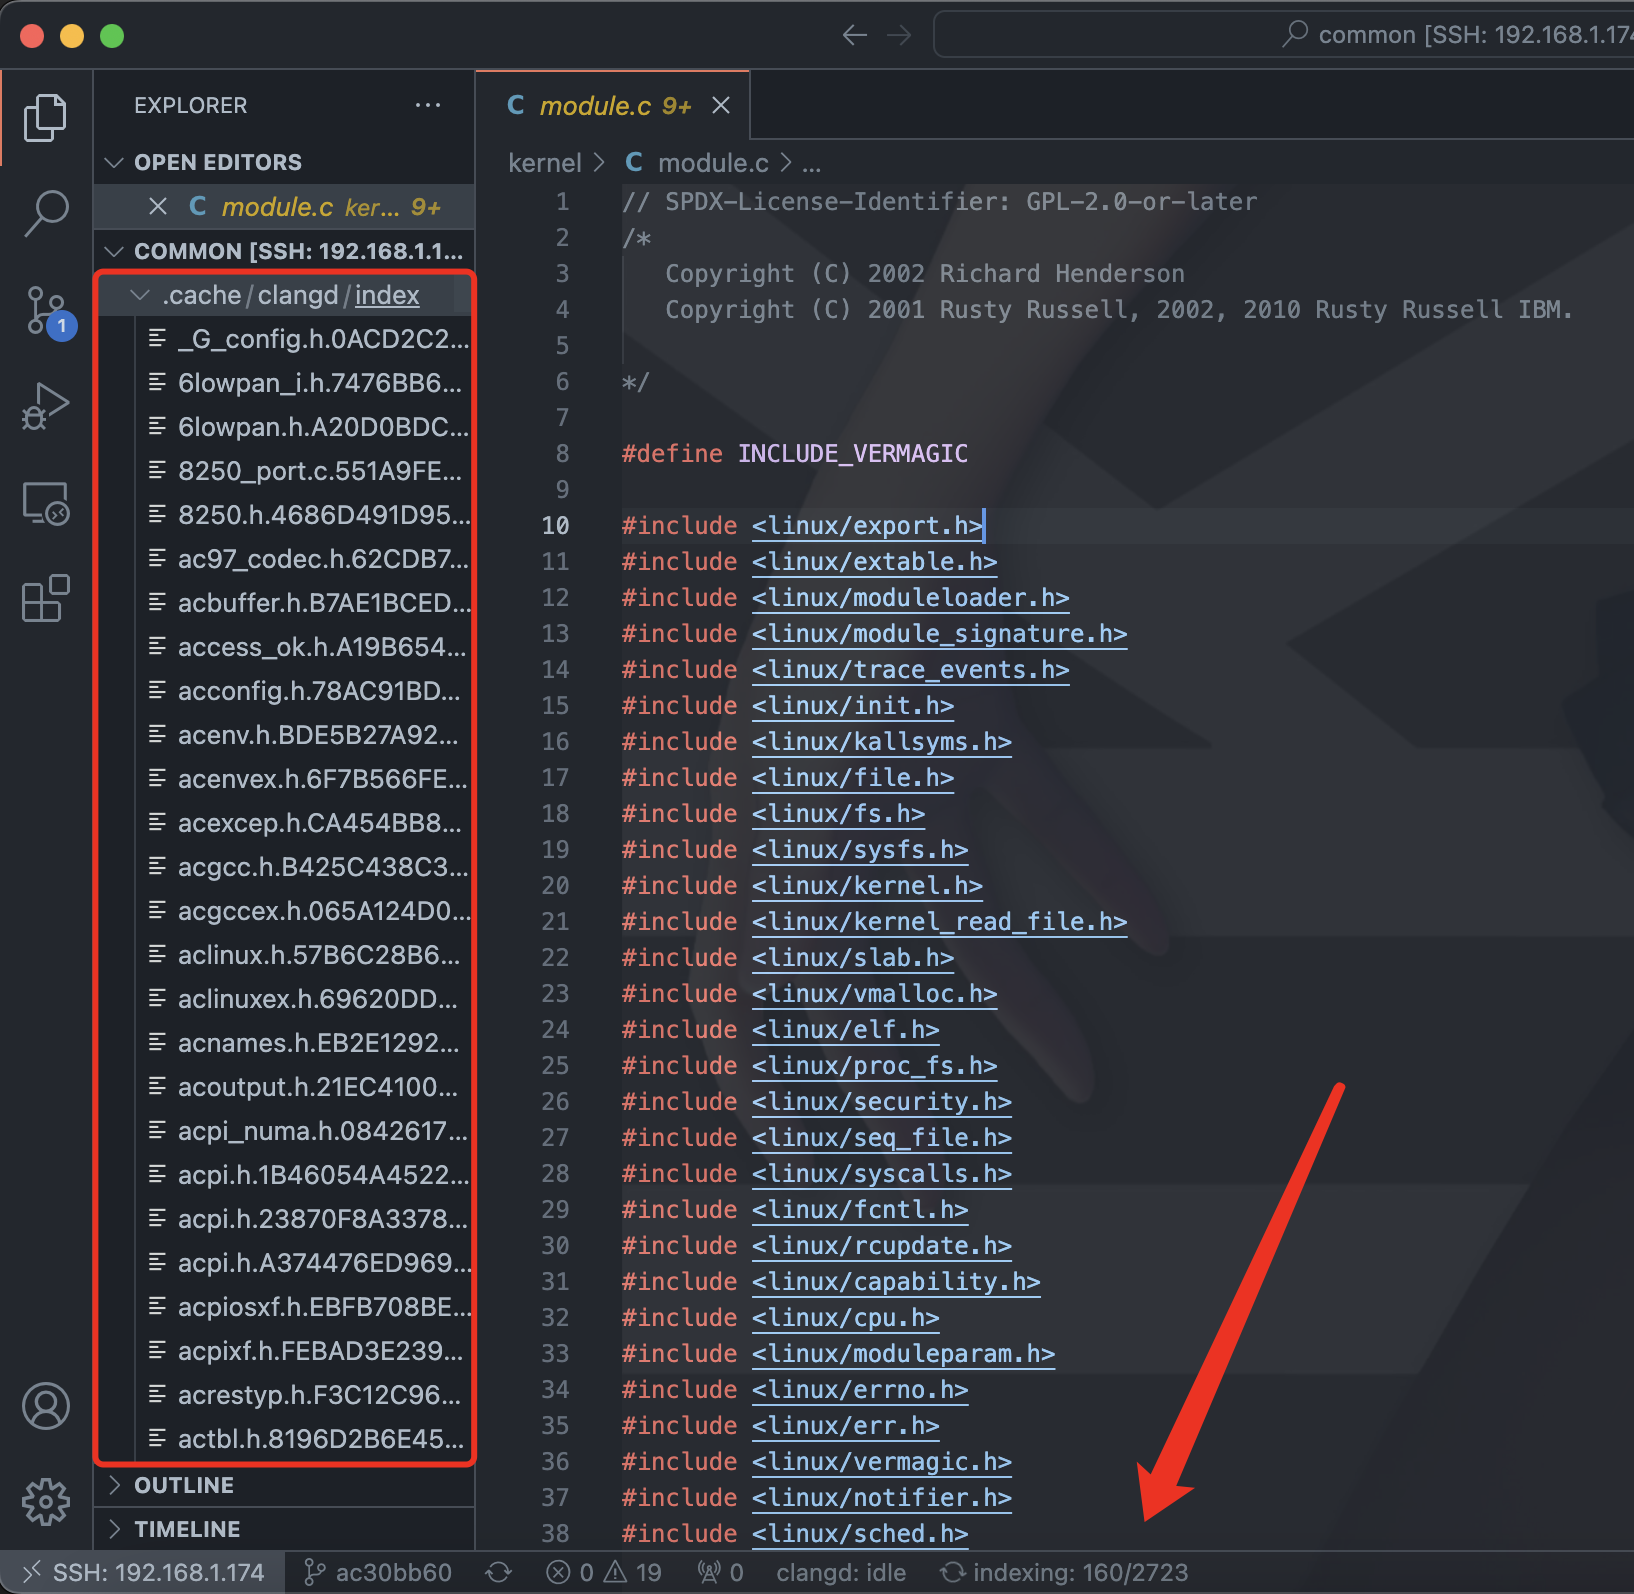 common [SSH: 192.168.1.174
EXPLORER
OPEN EDITORS
module.c ker... 9+
COMMON [SSH: 192.168.1.1...
.cache/clangd/index
_G_config.h.0ACD2C2...
6lowpan_i.h.7476BB6...
6lowpan.h.A20D0BDC...
8250_port.c.551A9FE...
8250.h.4686D491D95...
ac97_codec.h.62CDB7...
acbuffer.h.B7AE1BCED...
access_ok.h.A19B654...
acconfig.h.78AC91BD...
acenv.h.BDE5B27A92...
acenvex.h.6F7B566FE...
acexcep.h.CA454BB8...
acgcc.h.B425C438C3...
acgccex.h.065A124D0...
aclinux.h.57B6C28B6...
aclinuxex.h.69620DD...
acnames.h.EB2E1292...
acoutput.h.21EC4100...
acpi_numa.h.0842617...
acpi.h.1B46054A4522...
acpi.h.23870F8A3378...
acpi.h.A374476ED969...
acpiosxf.h.EBFB708BE...
acpixf.h.FEBAD3E239...
acrestyp.h.F3C12C96...
actbl.h.8196D2B6E45...
OUTLINE
TIMELINE
1
C module.c 9+
kernel > C module.c > ...
1 // SPDX-License-Identifier: GPL-2.0-or-later
2 /*
3 Copyright (C) 2002 Richard Henderson
4 Copyright (C) 2001 Rusty Russell, 2002, 2010 Rusty Russell IBM.
5
6 */
7
8 #define INCLUDE_VERMAGIC
9
10 #include <linux/export.h>
11 #include <linux/extable.h>
12 #include <linux/moduleloader.h>
13 #include <linux/module_signature.h>
14 #include <linux/trace_events.h>
15 #include <linux/init.h>
16 #include <linux/kallsyms.h>
17 #include <linux/file.h>
18 #include <linux/fs.h>
19 #include <linux/sysfs.h>
20 #include <linux/kernel.h>
21 #include <linux/kernel_read_file.h>
22 #include <linux/slab.h>
23 #include <linux/vmalloc.h>
24 #include <linux/elf.h>
25 #include <linux/proc_fs.h>
26 #include <linux/security.h>
27 #include <linux/seq_file.h>
28 #include <linux/syscalls.h>
29 #include <linux/fcntl.h>
30 #include <linux/rcupdate.h>
31 #include <linux/capability.h>
32 #include <linux/cpu.h>
33 #include <linux/moduleparam.h>
34 #include <linux/errno.h>
35 #include <linux/err.h>
36 #include <linux/vermagic.h>
37 #include <linux/notifier.h>
38 #include <linux/sched.h>
SSH: 192.168.1.174 ac30bb60 0 19 0 clangd: idle indexing: 160/2723